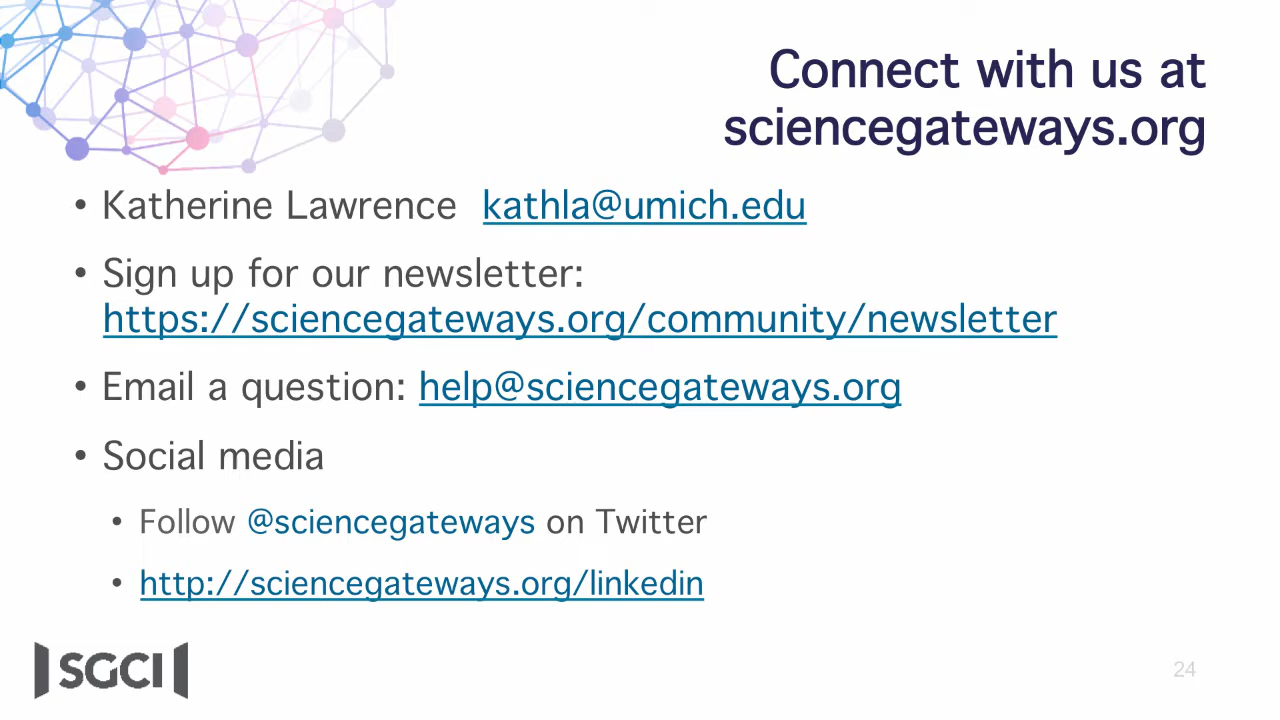 Connect with us at
sciencegateways.org
• Katherine Lawrence kathla@umich.edu
• Sign up for our newsletter:
https://sciencegateways.org/community/newsletter
• Email a question: help@sciencegateways.org
• Social media
• Follow @sciencegateways on Twitter
• http://sciencegateways.org/linkedin
SGCI
24